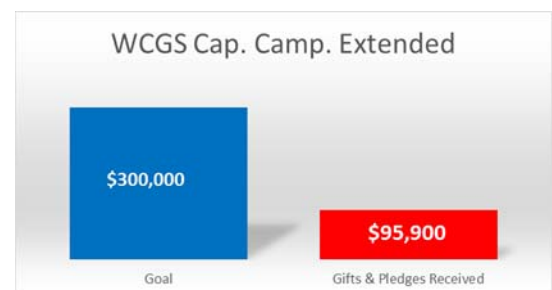 WCGS Cap. Camp. Extended
$300,000
$95,900
Goal
Gifts & Pledges Received